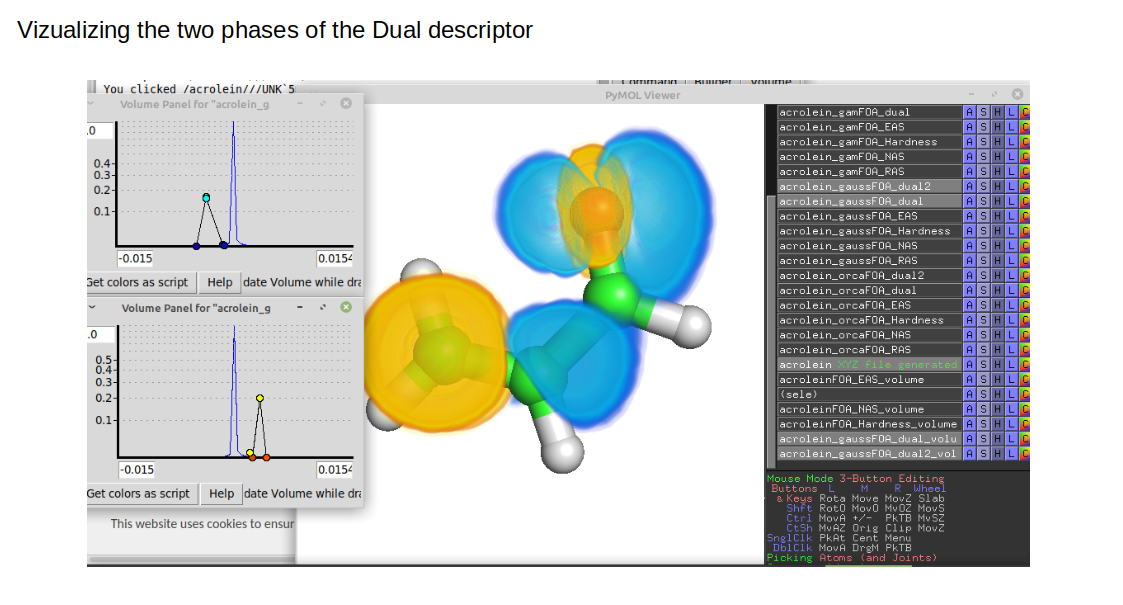 Vizualizing the two phases of the Dual descriptor
You clicked /acrolein///UNK`5
Command Builder Volume
Volume Panel for "acrolein_g
PyMOL Viewer
.0
0.4
0.3
0.2
0.1
-0.015 0.0154
Get colors as script Help date Volume while dra
Volume Panel for "acrolein_g
.0
0.5
0.4
0.3
0.2
0.1
-0.015 0.0154
Get colors as script Help date Volume while dra
This website uses cookies to ensur
acrolein_gamFOA_dual A S H L C
acrolein_gamFOA_EAS A S H L C
acrolein_gamFOA_Hardness A S H L C
acrolein_gamFOA_NAS A S H L C
acrolein_gamFOA_RAS A S H L C
acrolein_gaussFOA_dual2 A S H L C
acrolein_gaussFOA_dual A S H L C
acrolein_gaussFOA_EAS A S H L C
acrolein_gaussFOA_Hardness A S H L C
acrolein_gaussFOA_NAS A S H L C
acrolein_gaussFOA_RAS A S H L C
acrolein_orcaFOA_dual2 A S H L C
acrolein_orcaFOA_dual A S H L C
acrolein_orcaFOA_EAS A S H L C
acrolein_orcaFOA_Hardness A S H L C
acrolein_orcaFOA_NAS A S H L C
acrolein_orcaFOA_RAS A S H L C
acrolein XYZ file generated A S H L C
acroleinFOA_EAS_volume A S H L C
(sele) A S H L C
acroleinFOA_NAS_volume A S H L C
acroleinFOA_Hardness_volume A S H L C
acrolein_gaussFOA_dual_volu A S H L C
acrolein_gaussFOA_dual2_vol A S H L C
Mouse Mode 3-Button Editing
Buttons L M R Wheel
& Keys Rota Move MovZ Slab
Shft RotO MovO MvOZ MovS
Ctrl MovA +/- PkTB MvSZ
CtSh MvAZ Orig Clip MovZ
SnglClk PkAt Cent Menu
DblClk MovA DrgM PkTB
Picking Atoms (and Joints)